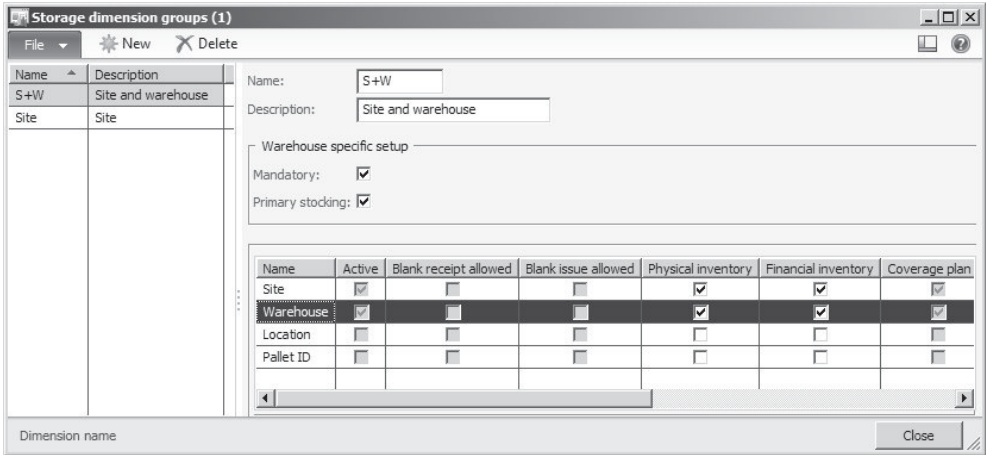 Storage dimension groups (1)
File New Delete
Name Description
S+W Site and warehouse
Site Site
Name: S+W
Description: Site and warehouse
Warehouse specific setup
Mandatory:
Primary stocking:
Name Active Blank receipt allowed Blank issue allowed Physical inventory Financial inventory Coverage plan
Site
Warehouse
Location
Pallet ID
Dimension name Close